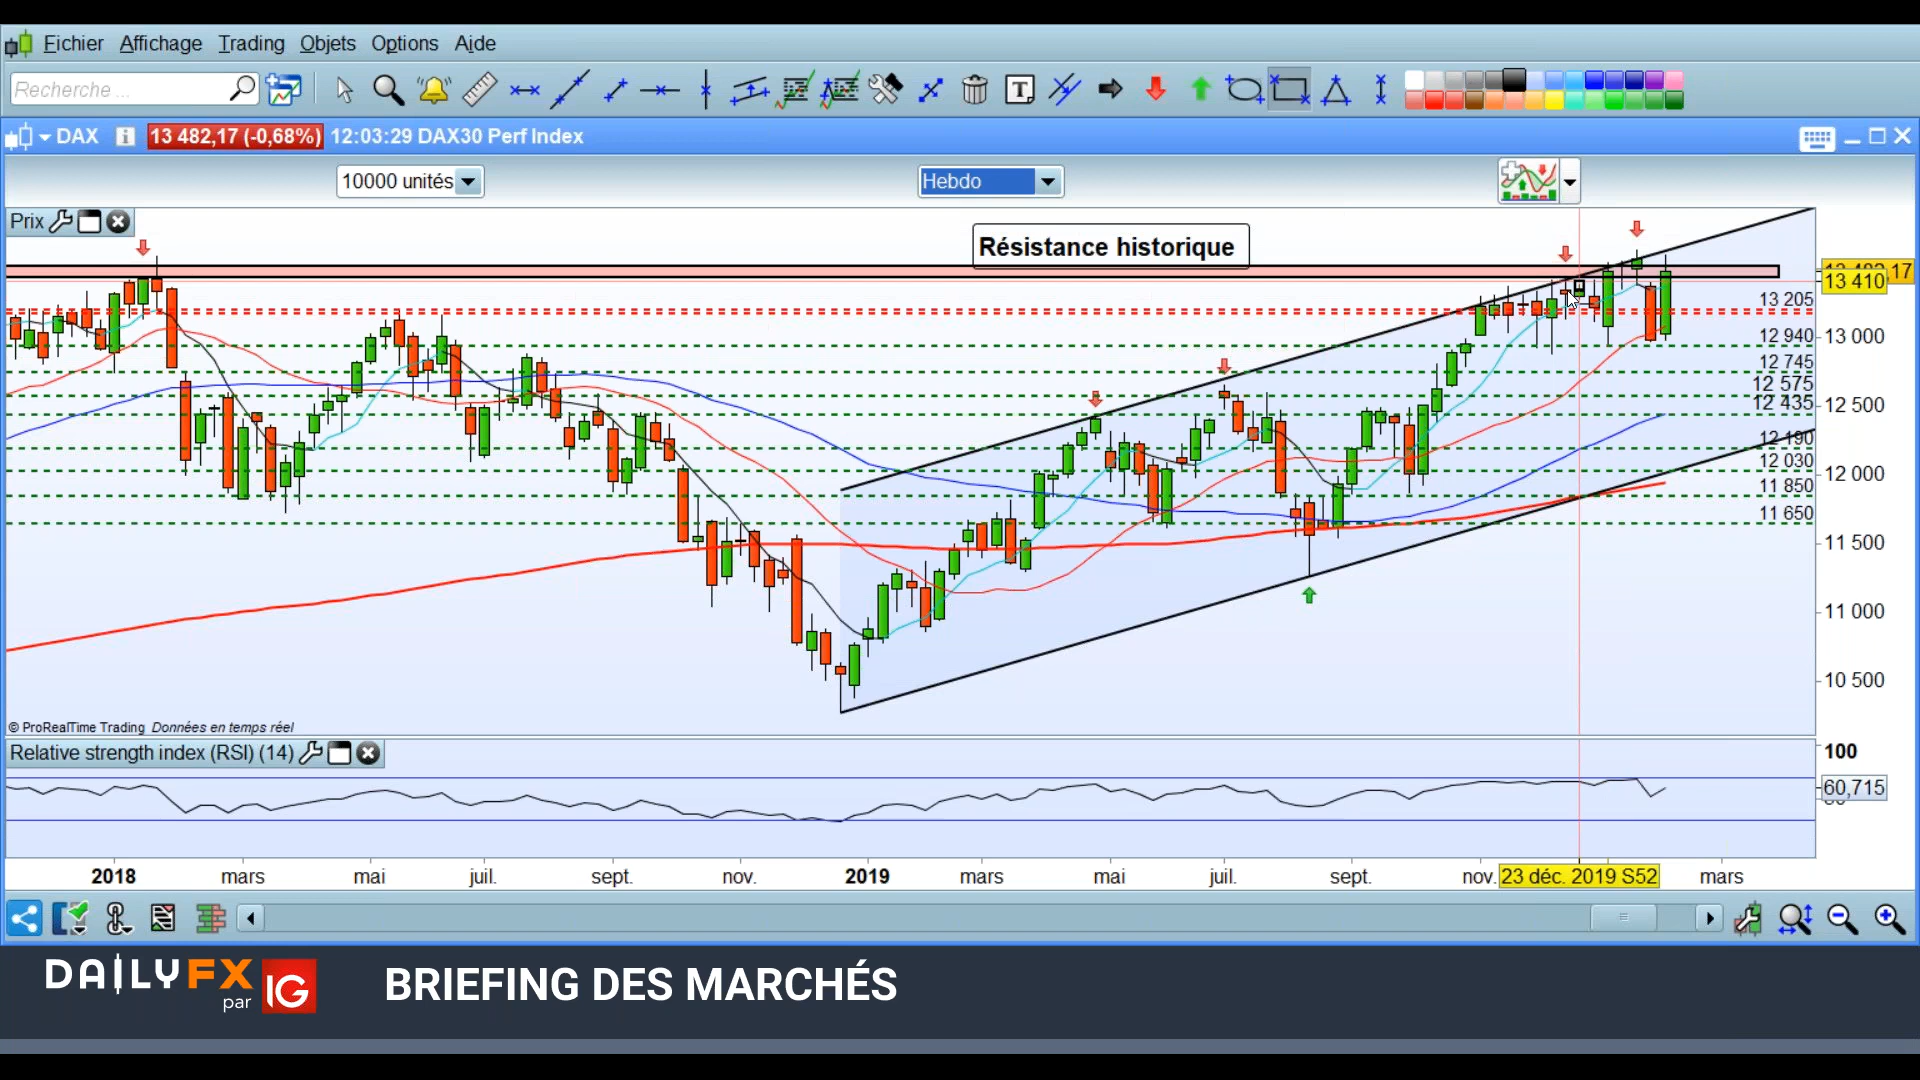 Fichier Affichage Trading Objets Options Aide
Recherche ...
DAX 13 482,17 (-0,68%) 12:03:29 DAX30 Perf Index
10000 unités Hebdo
Prix
Résistance historique
13 410
13 205
12 940
13 000
12 745
12 575
12 435
12 500
12 190
12 030
12 000
11 850
11 650
11 500
11 000
10 500
© ProRealTime Trading Données en temps réel
Relative strength index (RSI) (14)
100
60,715
2018 mars mai juil. sept. nov. 2019 mars mai juil. sept. nov. 23 déc. 2019 S52 mars
DAILYFX
par IG
BRIEFING DES MARCHÉS